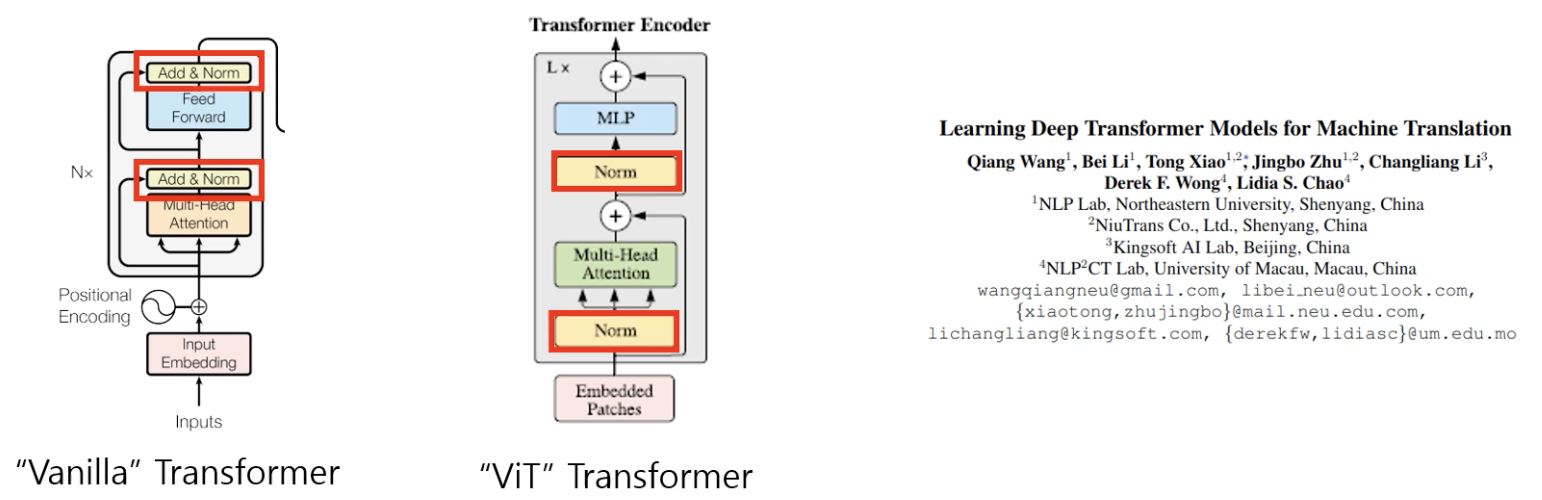 Add & Norm
Feed
Forward
N×
Add & Norm
Multi-Head
Attention
Positional
Encoding
Input
Embedding
Inputs
“Vanilla” Transformer
Transformer Encoder
L ×
+
MLP
Norm
+
Multi-Head
Attention
Norm
Embedded
Patches
“ViT” Transformer
Learning Deep Transformer Models for Machine Translation
Qiang Wang1, Bei Li1, Tong Xiao1,2*, Jingbo Zhu1,2, Changliang Li3,
Derek F. Wong4, Lidia S. Chao4
1NLP Lab, Northeastern University, Shenyang, China
2NiuTrans Co., Ltd., Shenyang, China
3Kingsoft AI Lab, Beijing, China
4NLP2CT Lab, University of Macau, Macau, China
wangqiangneu@gmail.com, libei_neu@outlook.com,
{xiaotong,zhujingbo}@mail.neu.edu.com,
lichangliang@kingsoft.com, {derekfw,lidiasc}@um.edu.mo